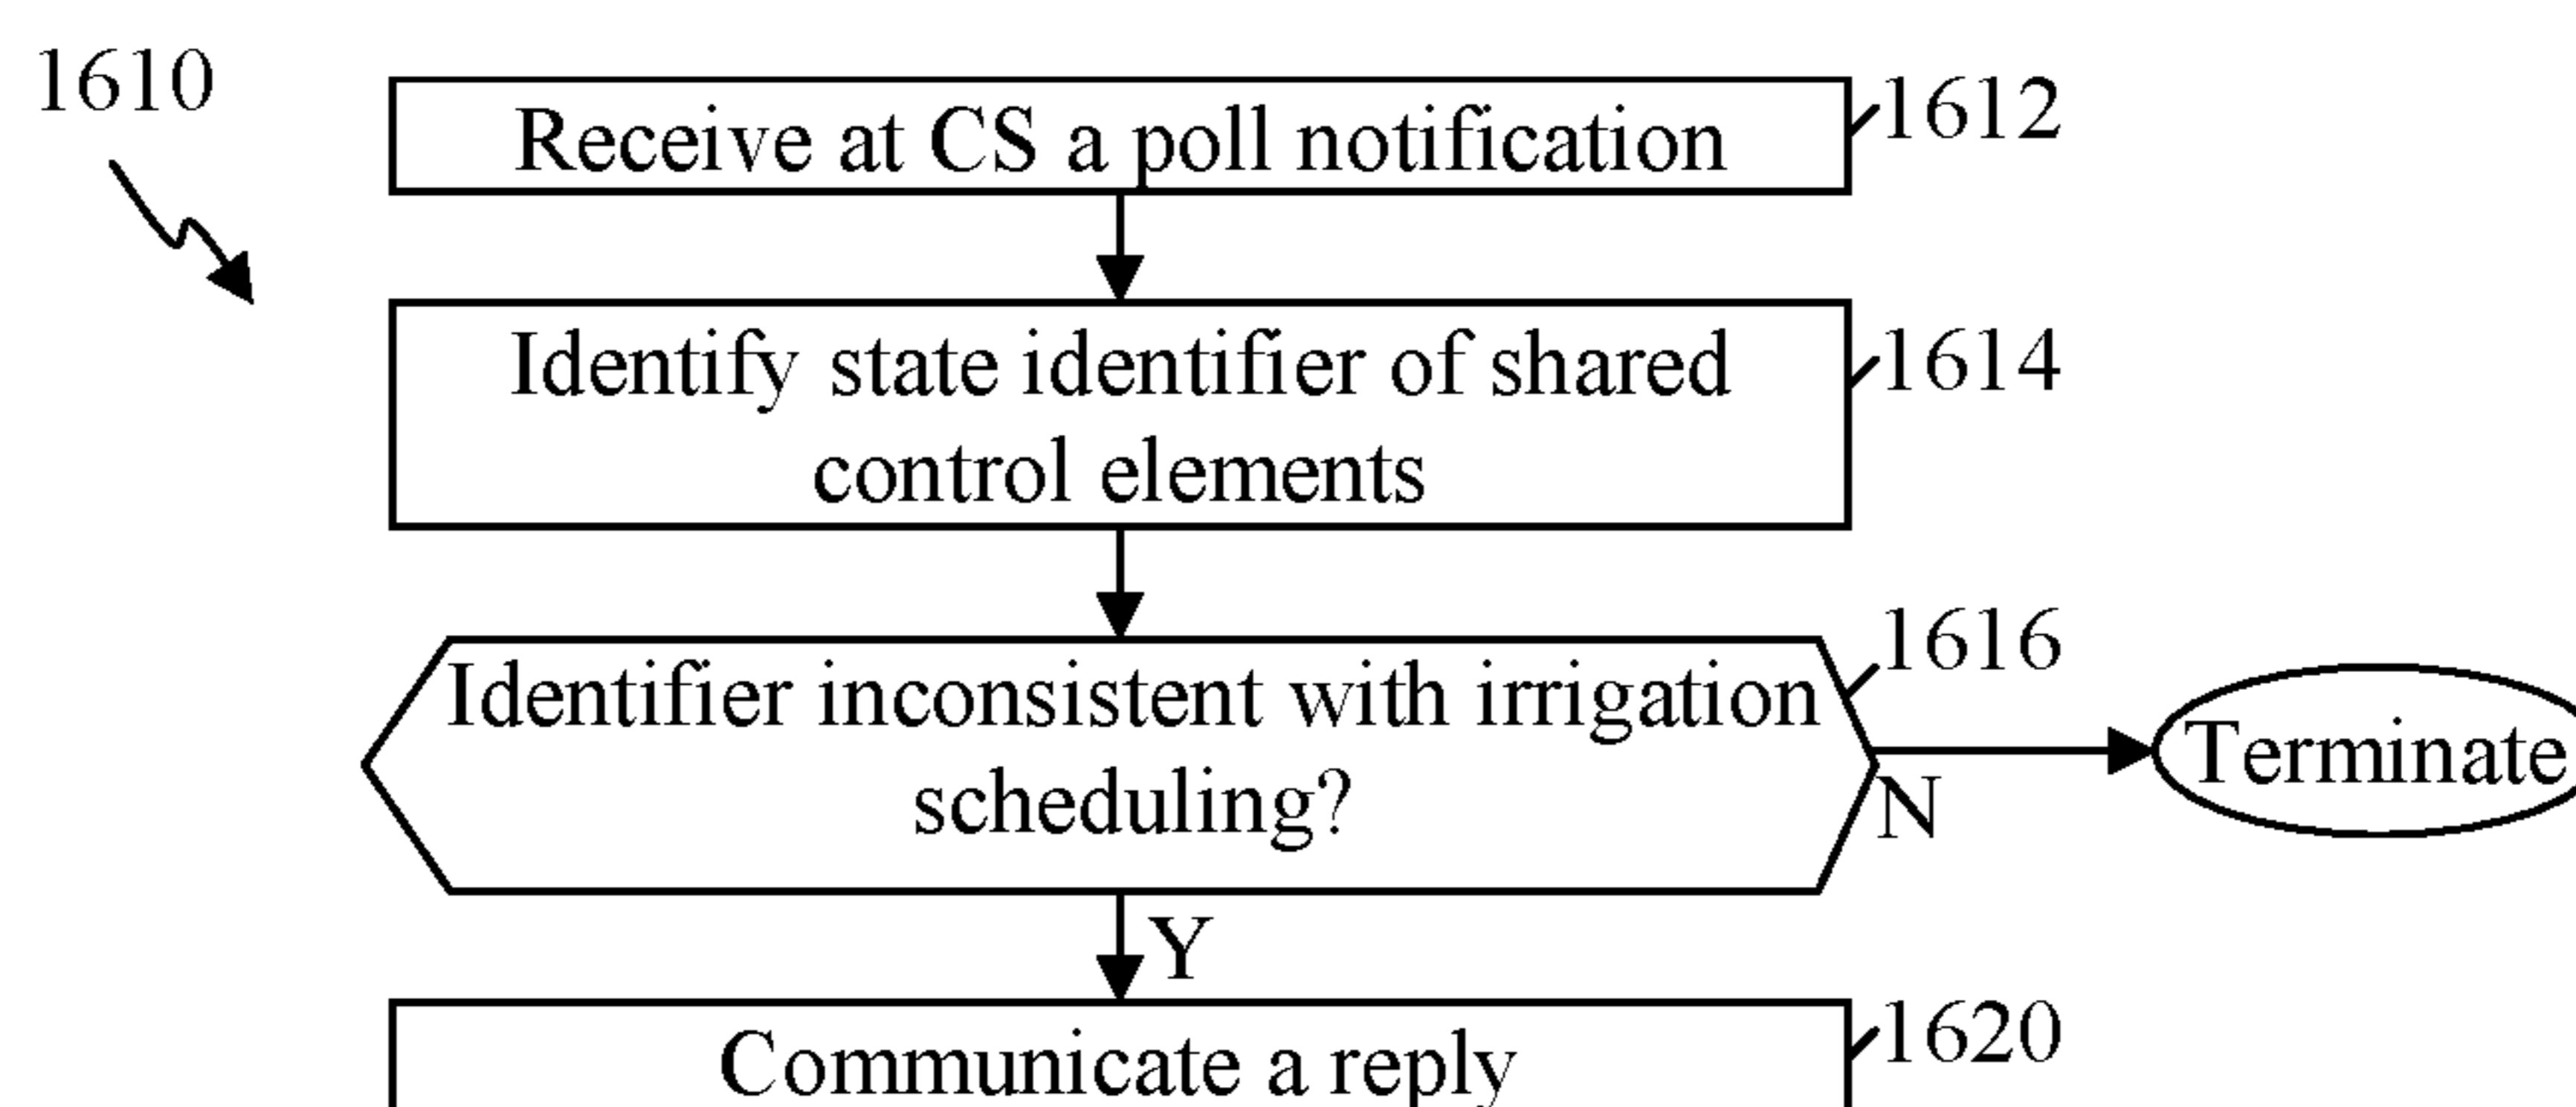 1610
Receive at CS a poll notification
1612
Identify state identifier of shared
control elements
1614
Identifier inconsistent with irrigation
scheduling?
1616
N
Terminate
Y
Communicate a reply
1620